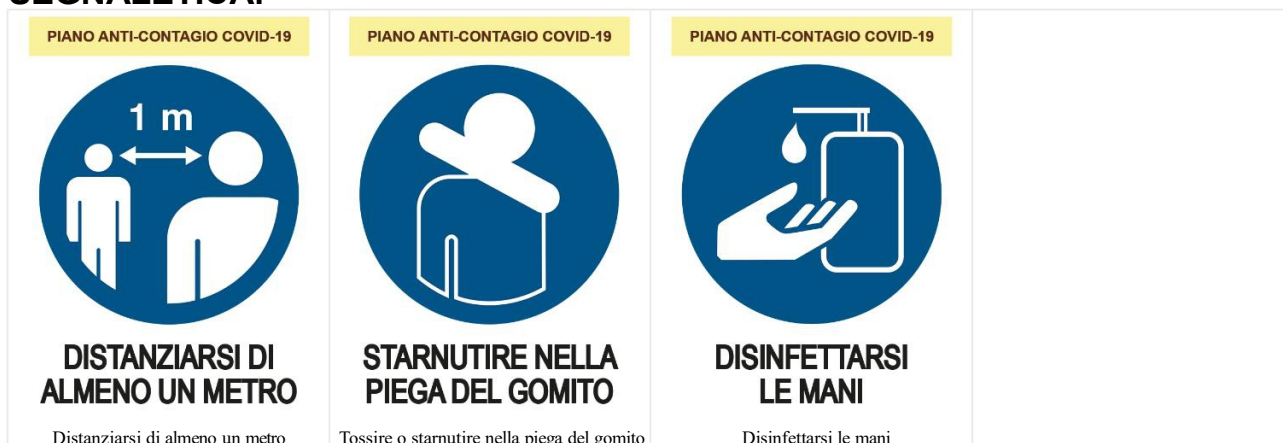 PIANO ANTI-CONTAGIO COVID-19
1 m
DISTANZIARSI DI
ALMENO UN METRO
Distanziarsi di almeno un metro
PIANO ANTI-CONTAGIO COVID-19
STARNUTIRE NELLA
PIEGA DEL GOMITO
Tossire o starnutire nella piega del gomito
PIANO ANTI-CONTAGIO COVID-19
DISINFETTARSI
LE MANI
Disinfettarsi le mani